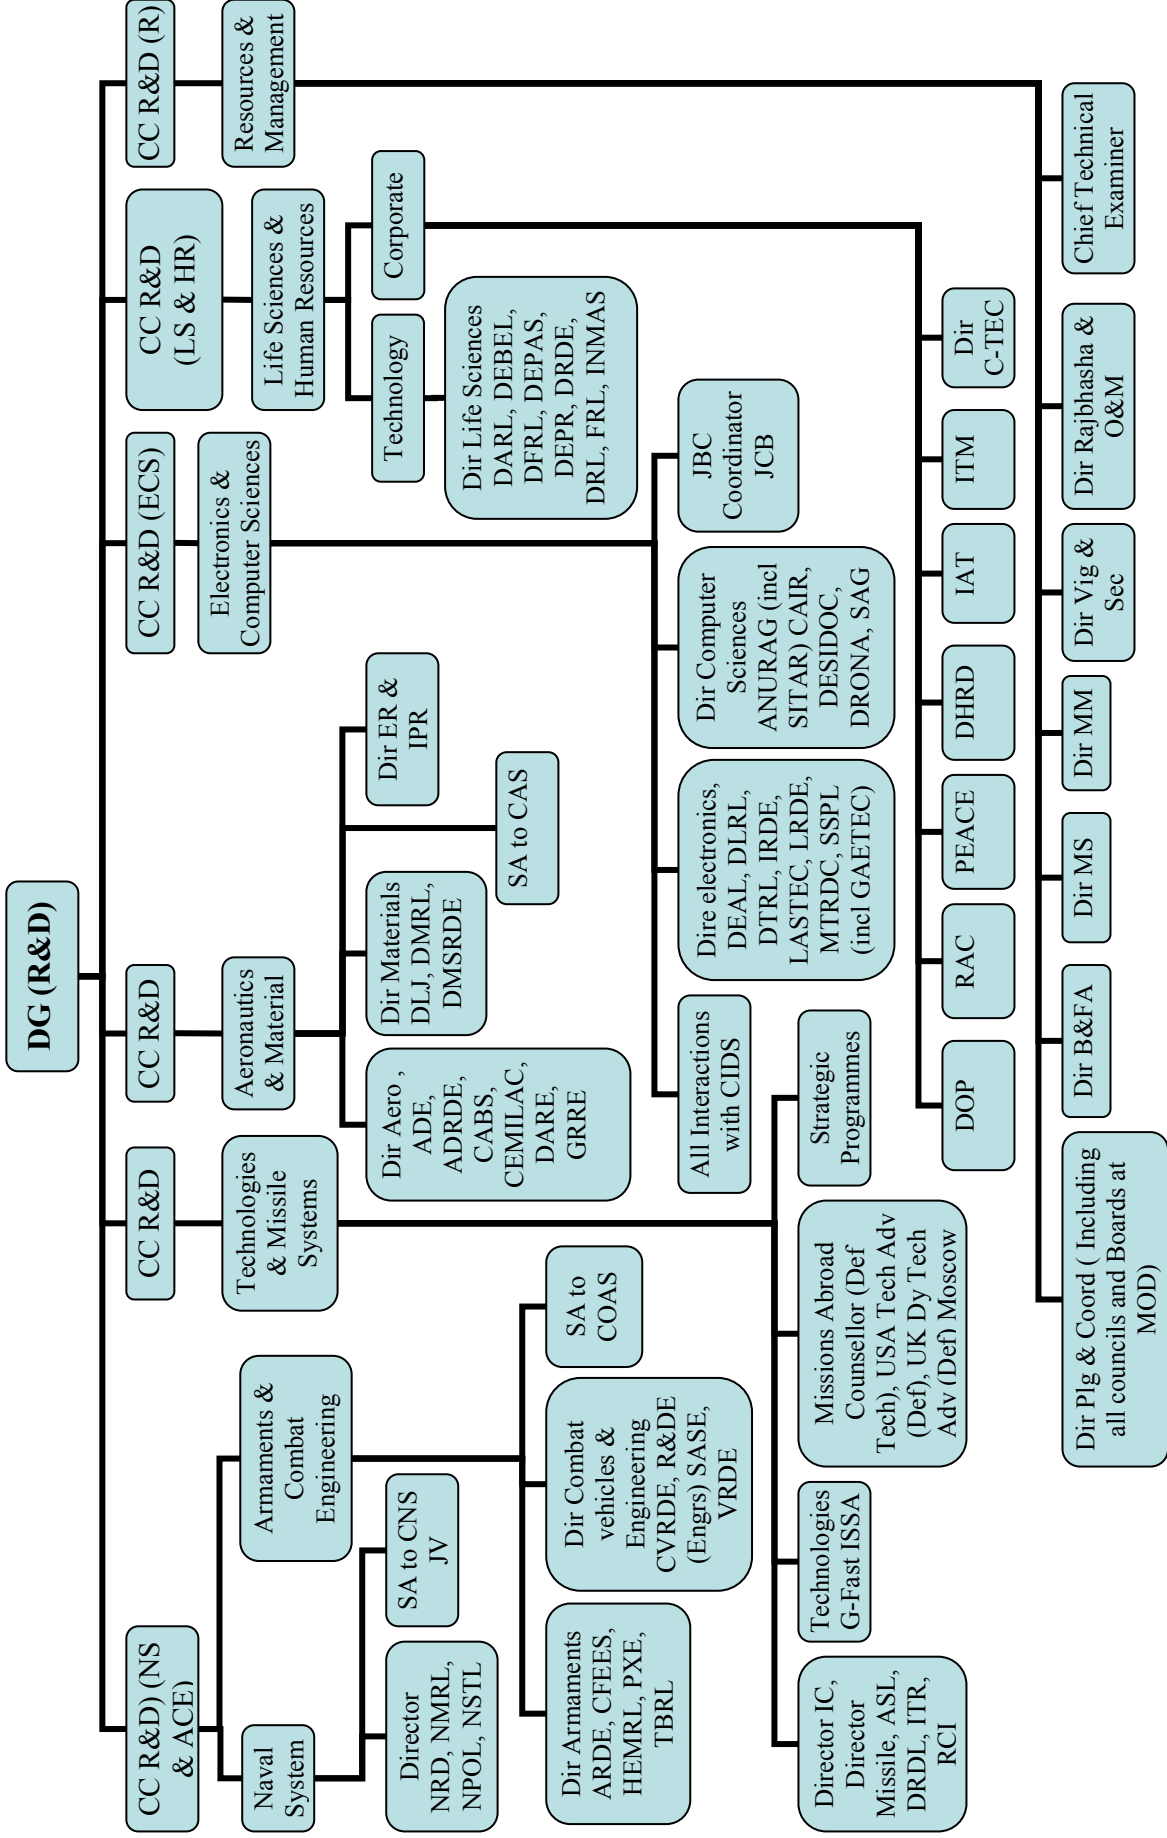 DG (R&D)
CC R&D) (NS
& ACE)
CC R&D
CC R&D
CC R&D (ECS)
CC R&D
(LS & HR)
CC R&D (R)
Naval
System
Armaments &
Combat
Engineering
Technologies
& Missile
Systems
Aeronautics
& Material
Electronics &
Computer Sciences
Life Sciences &
Human Resources
Resources &
Management
Technology
Corporate
Director
NRD, NMRL,
NPOL, NSTL
SA to CNS
JV
Dir Aero ,
ADE,
ADRDE,
CABS,
CEMILAC,
DARE,
GRRE
Dir Materials
DLJ, DMRL,
DMSRDE
SA to CAS
Dir ER &
IPR
Dir Life Sciences
DARL, DEBEL,
DFRL, DEPAS,
DEPR, DRDE,
DRL, FRL, INMAS
Dir Armaments
ARDE, CFEES,
HEMRL, PXE,
TBRL
Dir Combat
vehicles &
Engineering
CVRDE, R&DE
(Engrs) SASE,
VRDE
SA to
COAS
All Interactions
with CIDS
Dire electronics,
DEAL, DLRL,
DTRL, IRDE,
LASTEC, LRDE,
MTRDC, SSPL
(incl GAETEC)
Dir Computer
Sciences
ANURAG (incl
SITAR) CAIR,
DESIDOC,
DRONA, SAG
JBC
Coordinator
JCB
Director IC,
Director
Missile, ASL,
DRDL, ITR,
RCI
Technologies
G-Fast ISSA
Missions Abroad
Counsellor (Def
Tech), USA Tech Adv
(Def), UK Dy Tech
Adv (Def) Moscow
Strategic
Programmes
DOP
RAC
PEACE
DHRD
IAT
ITM
Dir
C-TEC
Dir Plg & Coord ( Including
all councils and Boards at
MOD)
Dir B&FA
Dir MS
Dir MM
Dir Vig &
Sec
Dir Rajbhasha &
O&M
Chief Technical
Examiner